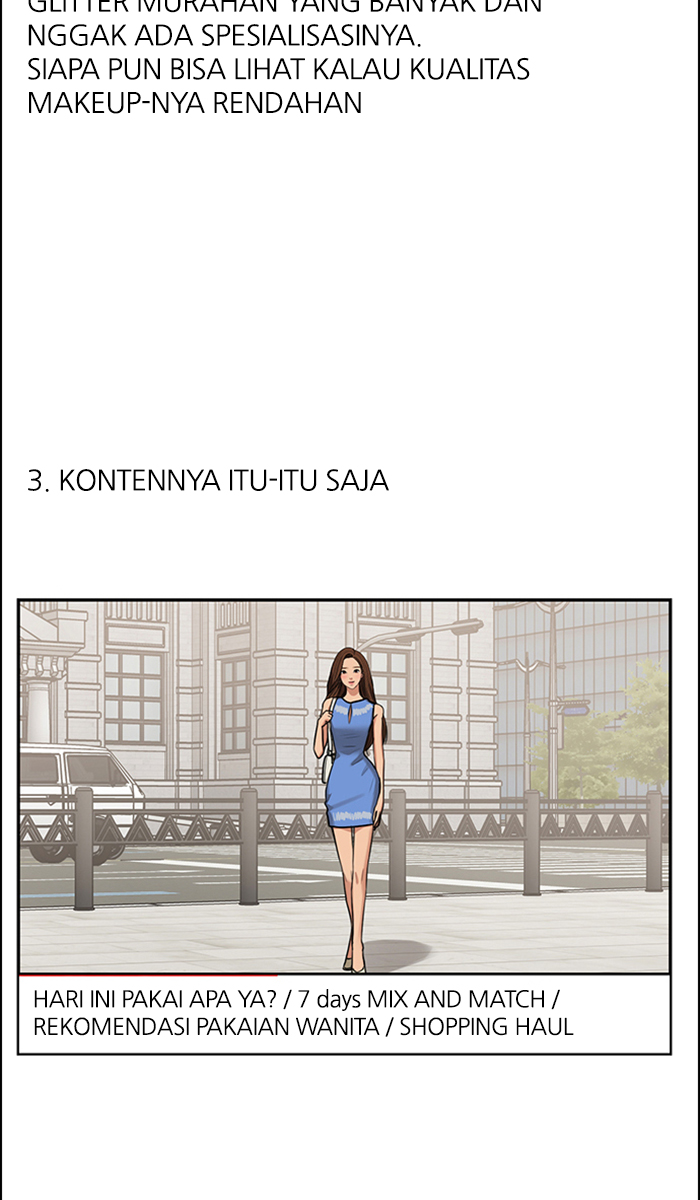 GLITTER MURAHAN YANG BANYAK DAN
NGGAK ADA SPESIALISASINYA.
SIAPA PUN BISA LIHAT KALAU KUALITAS
MAKEUP-NYA RENDAHAN
3. KONTENNYA ITU-ITU SAJA
HARI INI PAKAI APA YA? / 7 days MIX AND MATCH /
REKOMENDASI PAKAIAN WANITA / SHOPPING HAUL